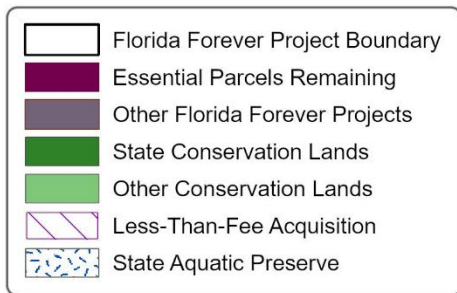 Florida Forever Project Boundary
Essential Parcels Remaining
Other Florida Forever Projects
State Conservation Lands
Other Conservation Lands
Less-Than-Fee Acquisition
State Aquatic Preserve